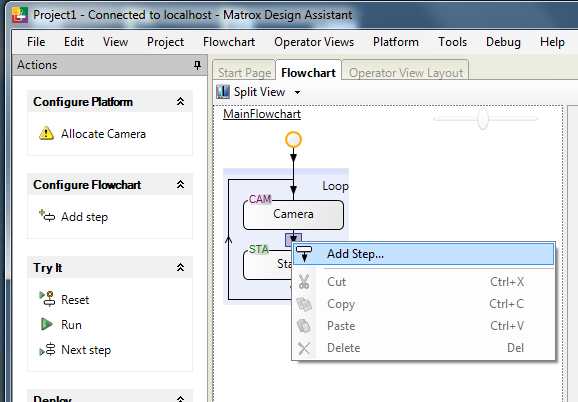 Project1 - Connected to localhost - Matrox Design Assistant
File Edit View Project Flowchart Operator Views Platform Tools Debug Help
Actions
Start Page Flowchart Operator View Layout
Split View
MainFlowchart
Configure Platform
Allocate Camera
Configure Flowchart
Add step
Try It
Reset
Run
Next step
Deploy
Loop
CAM
Camera
STA
Sta
Add Step...
Cut Ctrl+X
Copy Ctrl+C
Paste Ctrl+V
Delete Del